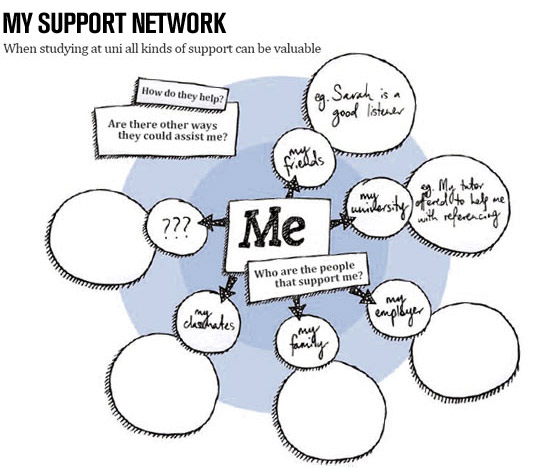 MY SUPPORT NETWORK
When studying at uni all kinds of support can be valuable
How do they help?
Are there other ways
they could assist me?
eg. Sarah is a
good listener
my
friends
my
university
eg. My tutor
offered to help me
with referencing
???
Me
Who are the people
that support me?
my
classmates
my
family
my
employer